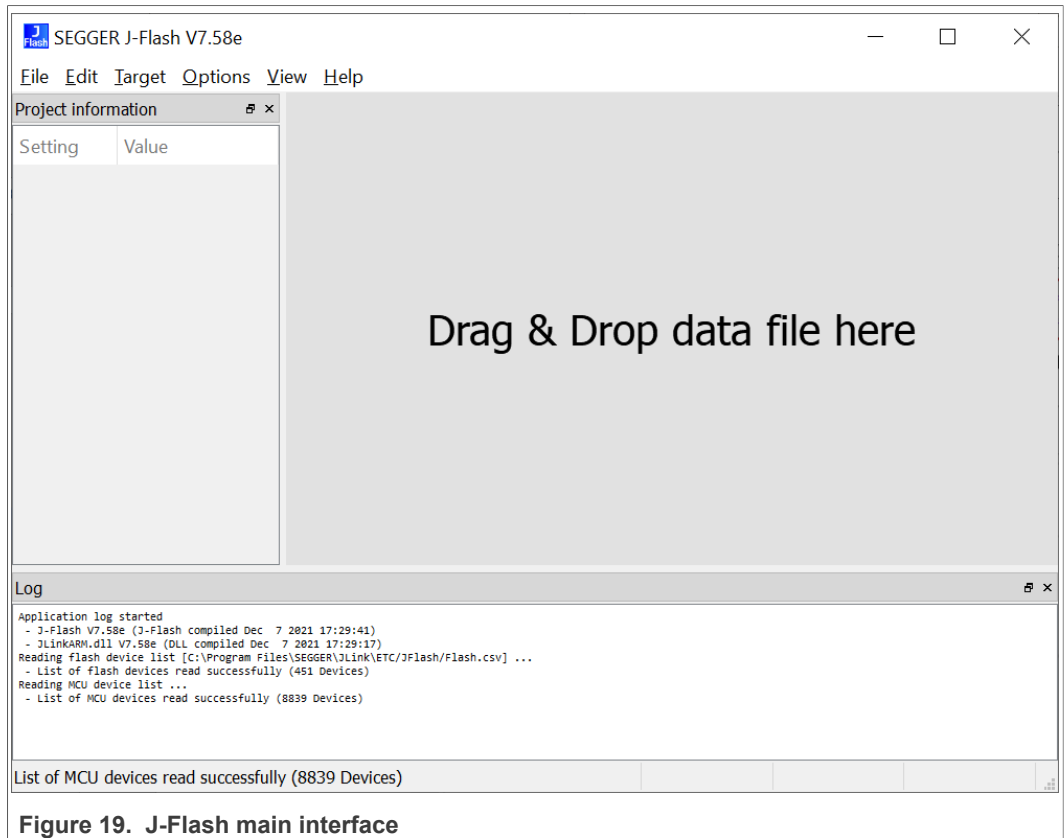 J Flash SEGGER J-Flash V7.58e
File Edit Target Options View Help
Project information
Setting Value
Drag & Drop data file here
Log
Application log started
- J-Flash V7.58e (J-Flash compiled Dec  7 2021 17:29:41)
- JLinkARM.dll V7.58e (DLL compiled Dec  7 2021 17:29:17)
Reading flash device list [C:\Program Files\SEGGER\JLink\ETC/JFlash/Flash.csv] ...
- List of flash devices read successfully (451 Devices)
Reading MCU device list ...
- List of MCU devices read successfully (8839 Devices)
List of MCU devices read successfully (8839 Devices)
Figure 19. J-Flash main interface